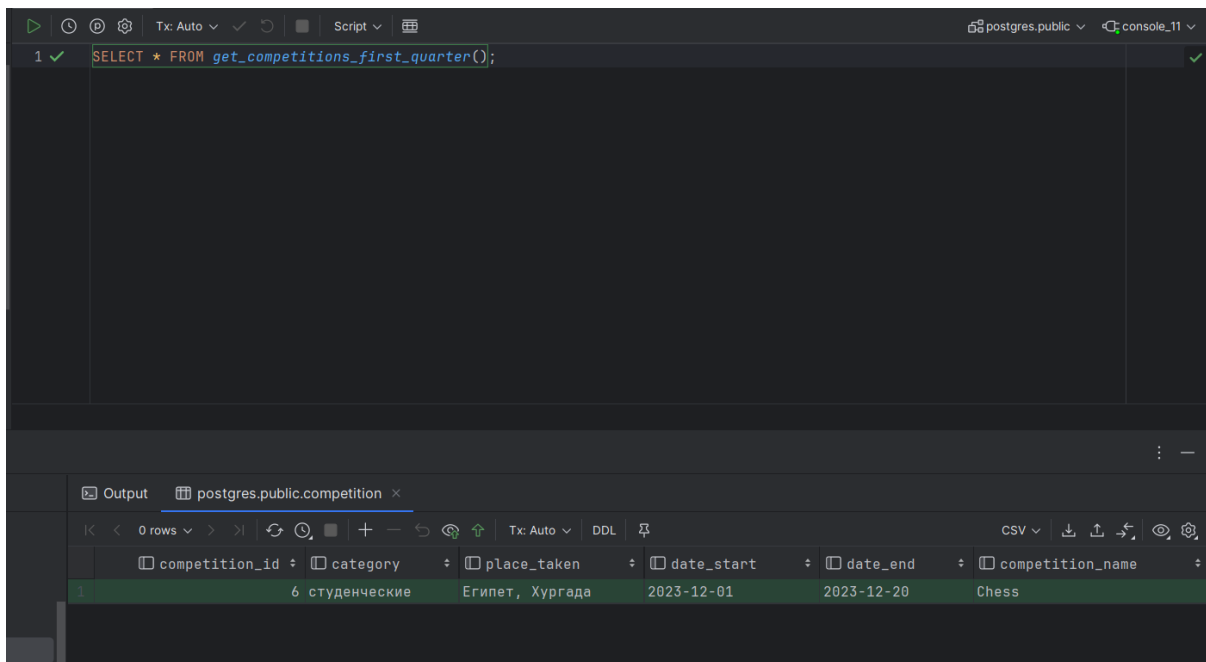 Tx: Auto Script postgres.public console_11
1 SELECT * FROM get_competitions_first_quarter();
Output postgres.public.competition
0 rows Tx: Auto DDL CSV
competition_id category place_taken date_start date_end competition_name
1 6 студенческие Египет, Хургада 2023-12-01 2023-12-20 Chess